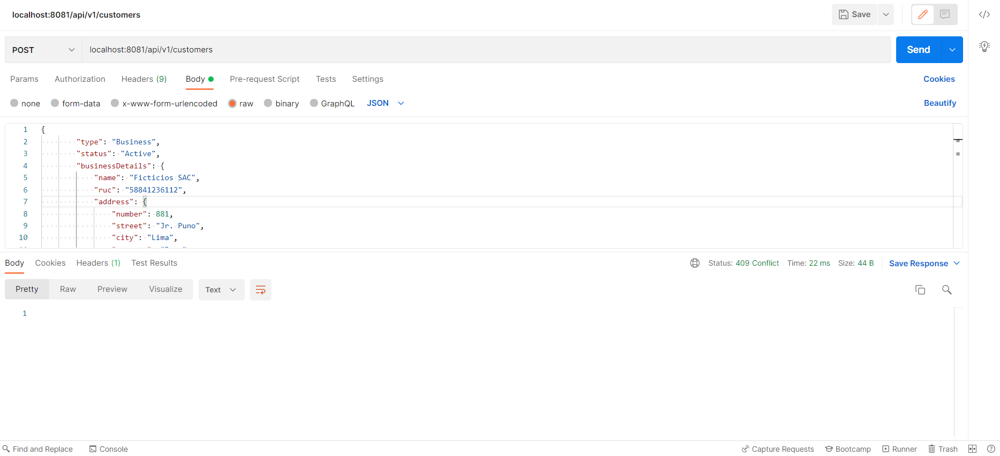 localhost:8081/api/v1/customers
Save
POST
localhost:8081/api/v1/customers
Send
Params Authorization Headers (9) Body Pre-request Script Tests Settings Cookies
none form-data x-www-form-urlencoded raw binary GraphQL JSON Beautify
1 {
2 "type": "Business",
3 "status": "Active",
4 "businessDetails": {
5 "name": "Ficticios SAC",
6 "ruc": "58841236112",
7 "address": {
8 "number": 881,
9 "street": "Jr. Puno",
10 "city": "Lima",
Body Cookies Headers (1) Test Results Status: 409 Conflict Time: 22 ms Size: 44 B Save Response
Pretty Raw Preview Visualize Text
1
Find and Replace Console Capture Requests Bootcamp Runner Trash